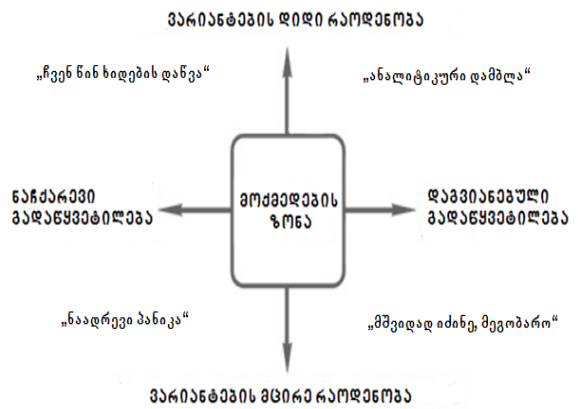 ვარიანტების დიდი რაოდენობა
„ჩვენ წინ ხიდების დაწვა“
„ანალიტიკური დამბლა“
ნაჩქარევი
გადაწყვეტილება
მოქმედების
ზონა
დაგვიანებული
გადაწყვეტილება
„ნაადრევი პანიკა“
„მშვიდად იძინე, მეგობარო“
ვარიანტების მცირე რაოდენობა